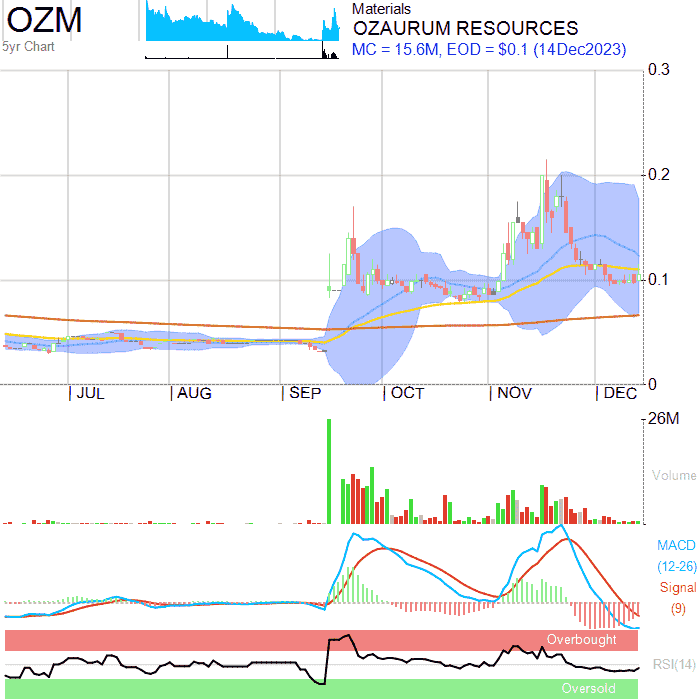 OZM
5yr Chart
Materials
OZAURUM RESOURCES
MC = 15.6M, EOD = $0.1 (14Dec2023)
0.3
0.2
0.1
0
JUL AUG SEP OCT NOV DEC
26M
Volume
MACD
(12-26)
Signal
(9)
Overbought
RSI(14)
Oversold